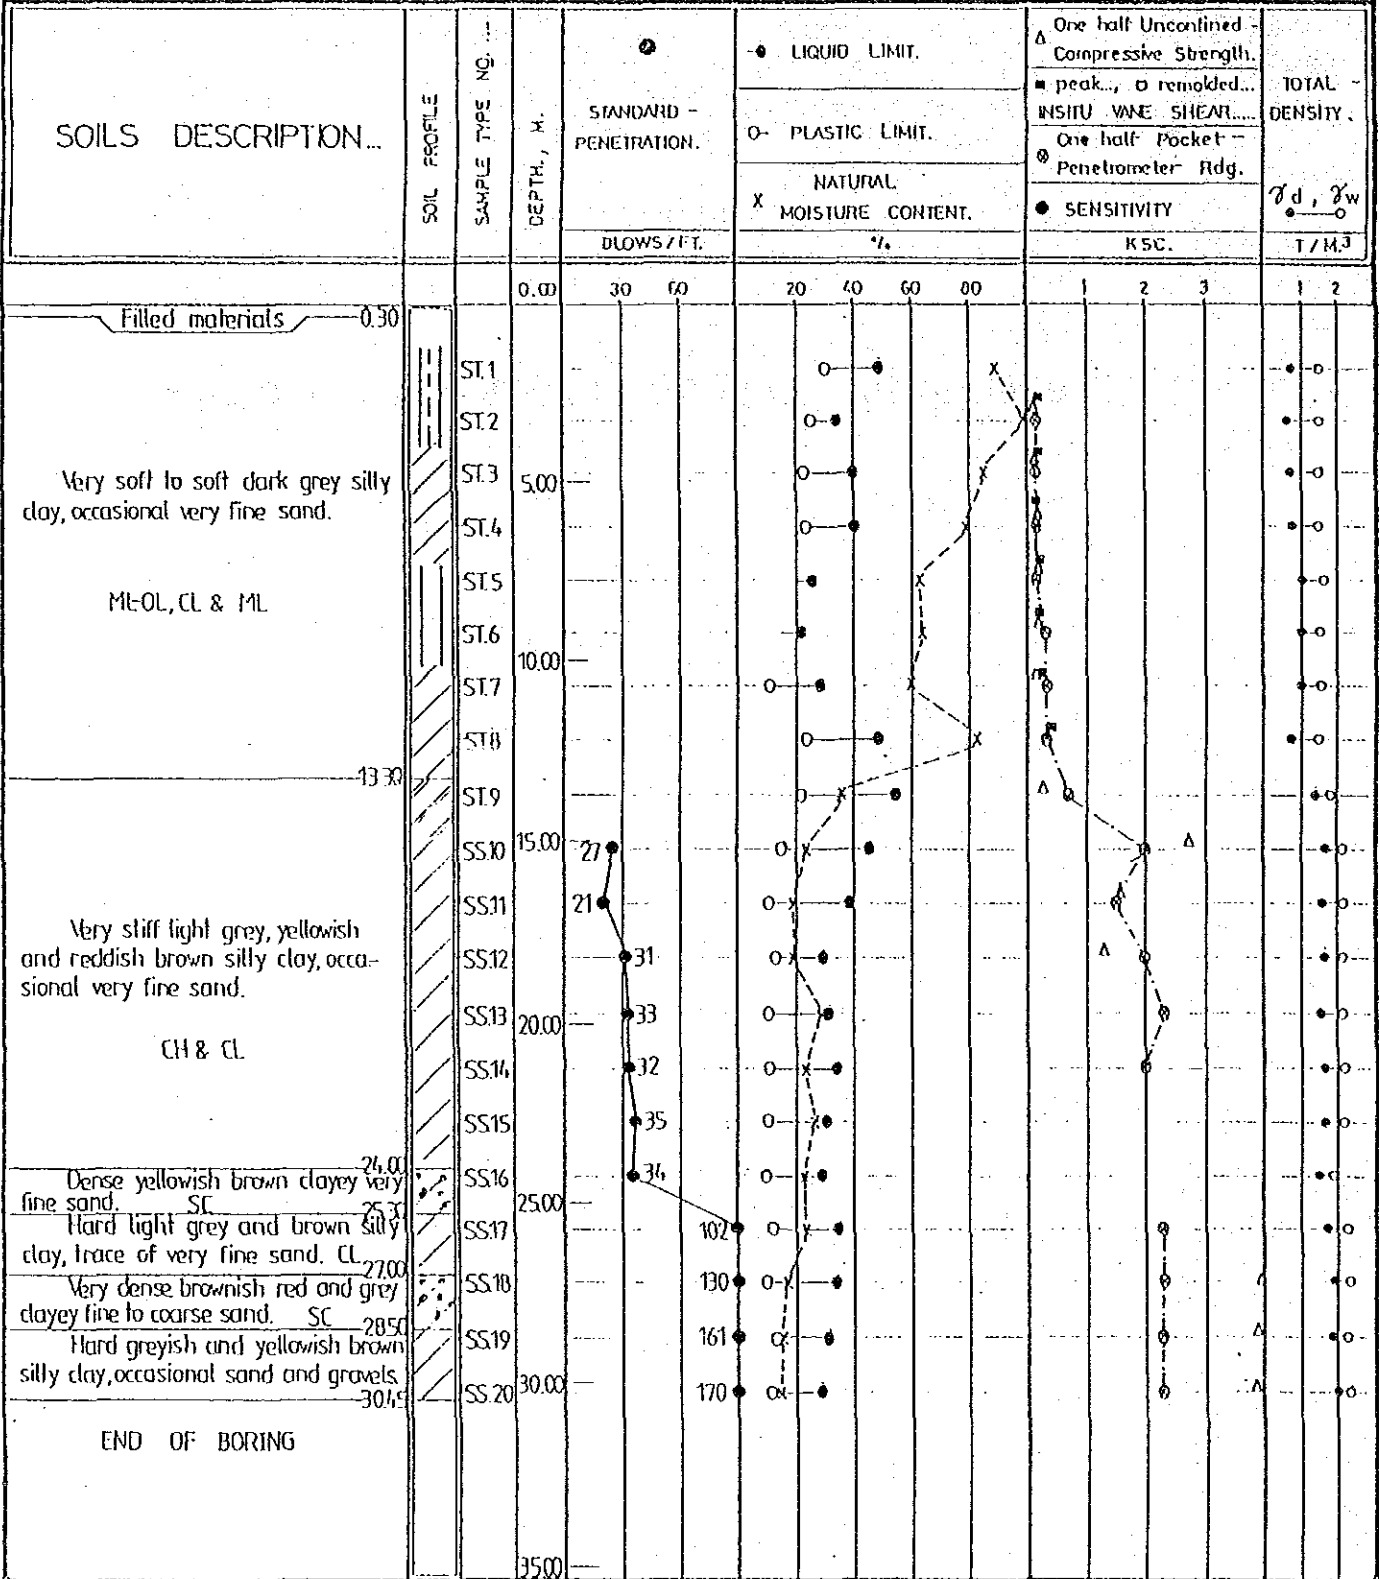 SOILS DESCRIPTION...
SOIL PROFILE
SAMPLE TYPE NO. ....
DEPTH., M.
STANDARD -
PENETRATION.
BLOWS / FT.
LIQUID LIMIT.
PLASTIC LIMIT.
NATURAL
X MOISTURE CONTENT.
%
One half Unconfined -
Compressive Strength.
peak..., o remolded...
INSITU VANE SHEAR.....
One half Pocket -
Penetrometer Rdg.
SENSITIVITY
KSC.
TOTAL -
DENSITY.
γd, γw
T / M.3
0.00 30 60 20 40 60 80 1 2 3 1 2
Filled materials 0.30
ST.1
ST.2
ST.3
5.00
Very soft to soft dark grey silty
clay, occasional very fine sand.
ST.4
ST.5
ML-OL, CL & ML
ST.6
10.00
ST.7
ST.8
13.30
ST.9
15.00
SS.10 27
SS.11 21
Very stiff light grey, yellowish
and reddish brown silty clay, occa-
sional very fine sand.
SS.12 31
SS.13 33
20.00
CH & CL
SS.14 32
SS.15 35
24.00
Dense yellowish brown clayey very
fine sand. SC
SS.16 34
25.30
25.00
Hard light grey and brown silty
clay, trace of very fine sand. CL
SS.17 102
27.00
Very dense brownish red and grey
clayey fine to coarse sand. SC
SS.18 130
28.50
Hard greyish and yellowish brown
silty clay, occasional sand and gravels
SS.19 161
30.45
SS.20 30.00 170
END OF BORING
35.00